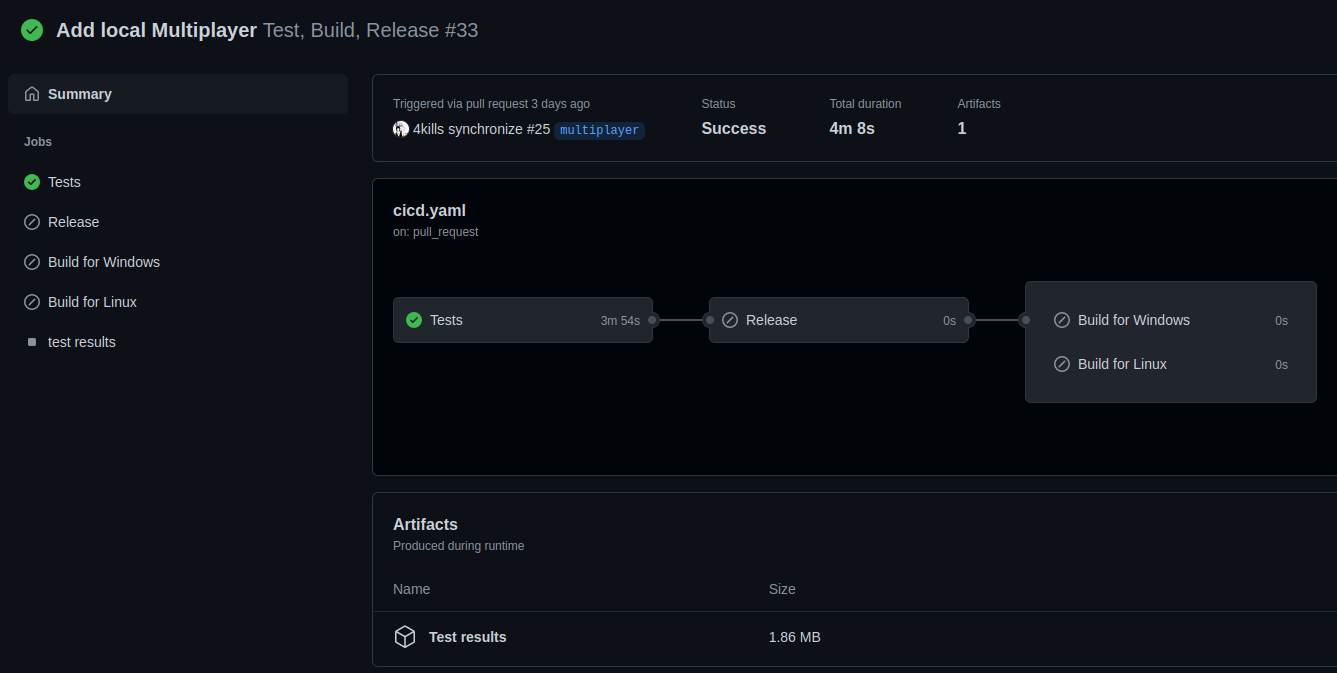 Add local Multiplayer Test, Build, Release #33
Summary
Jobs
Tests
Release
Build for Windows
Build for Linux
test results
Triggered via pull request 3 days ago
4kills synchronize #25 multiplayer
Status
Success
Total duration
4m 8s
Artifacts
1
cicd.yaml
on: pull_request
Tests 3m 54s
Release 0s
Build for Windows 0s
Build for Linux 0s
Artifacts
Produced during runtime
Name Size
Test results 1.86 MB